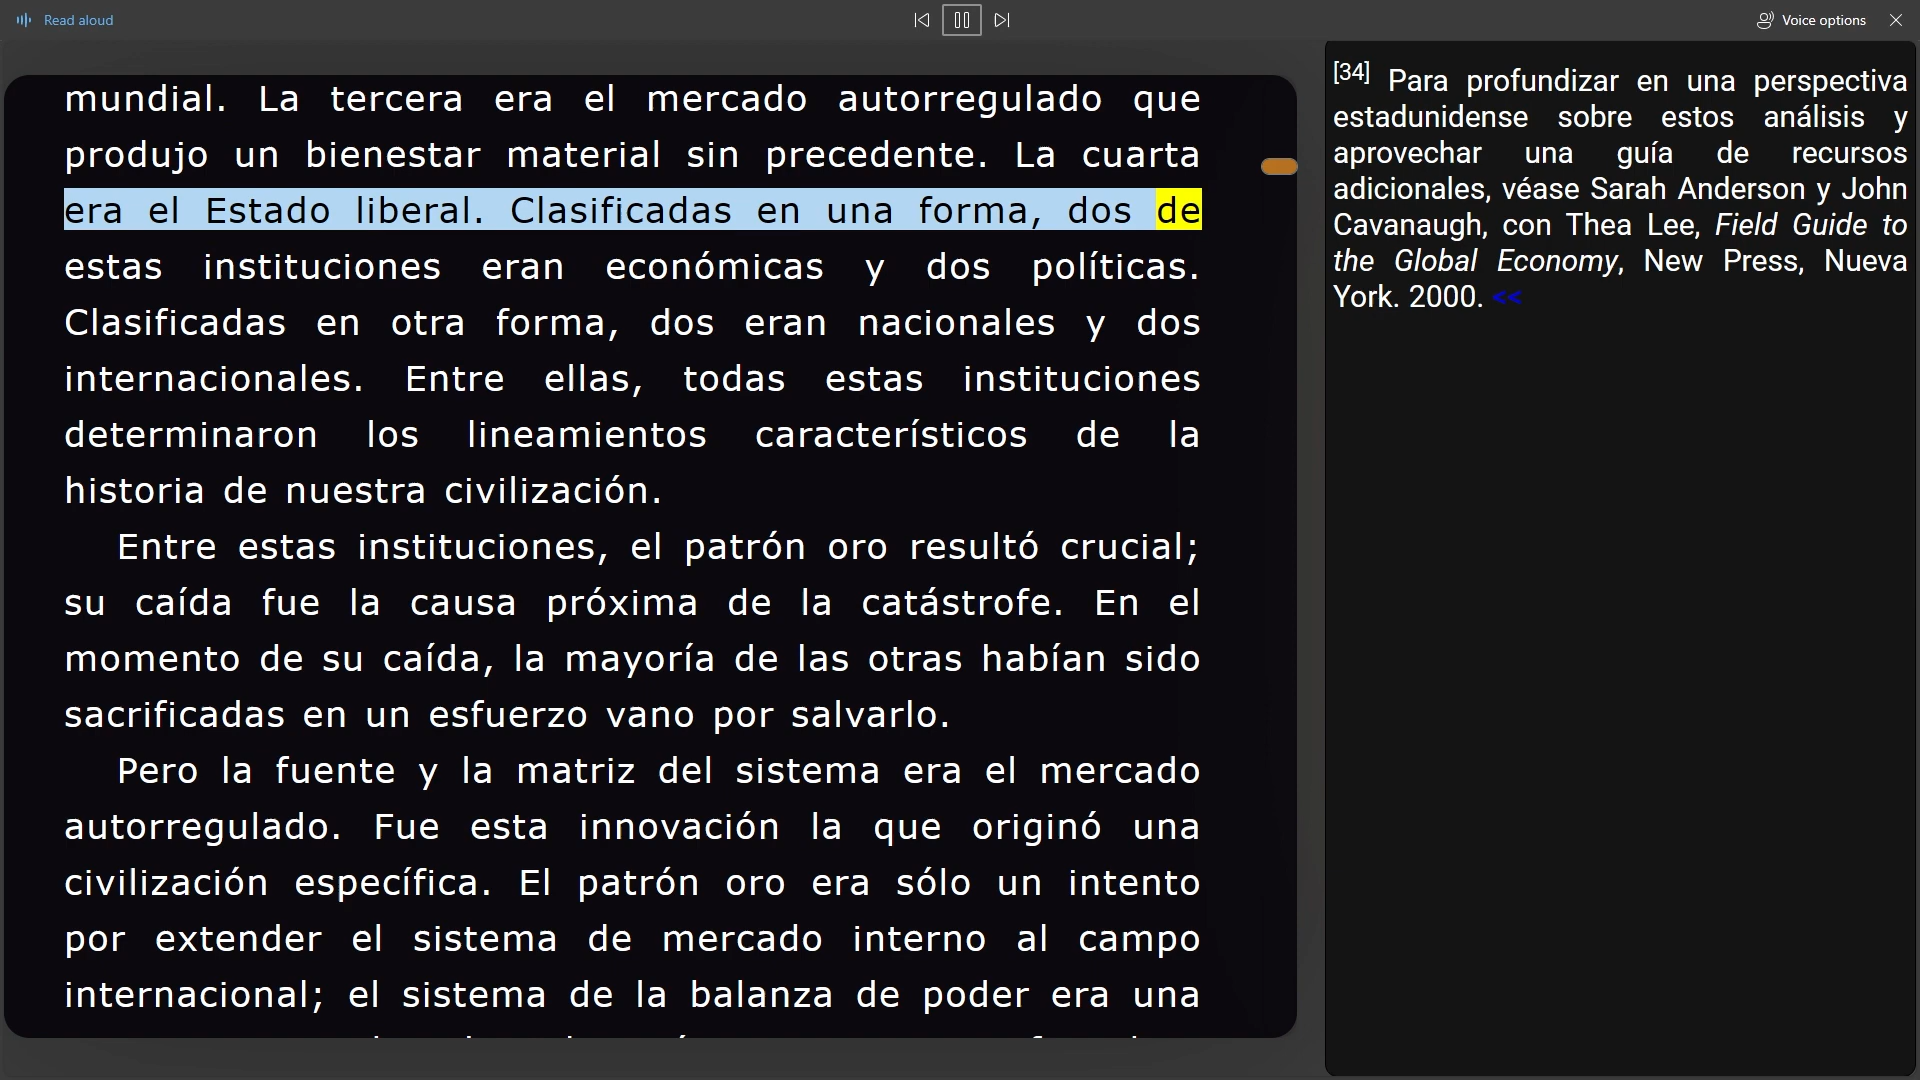 Read aloud
Voice options
mundial. La tercera era el mercado autorregulado que
produjo un bienestar material sin precedente. La cuarta
era el Estado liberal. Clasificadas en una forma, dos de
estas instituciones eran económicas y dos políticas.
Clasificadas en otra forma, dos eran nacionales y dos
internacionales. Entre ellas, todas estas instituciones
determinaron los lineamientos característicos de la
historia de nuestra civilización.
Entre estas instituciones, el patrón oro resultó crucial;
su caída fue la causa próxima de la catástrofe. En el
momento de su caída, la mayoría de las otras habían sido
sacrificadas en un esfuerzo vano por salvarlo.
Pero la fuente y la matriz del sistema era el mercado
autorregulado. Fue esta innovación la que originó una
civilización específica. El patrón oro era sólo un intento
por extender el sistema de mercado interno al campo
internacional; el sistema de la balanza de poder era una
[34] Para profundizar en una perspectiva
estadunidense sobre estos análisis y
aprovechar una guía de recursos
adicionales, véase Sarah Anderson y John
Cavanaugh, con Thea Lee, Field Guide to
the Global Economy, New Press, Nueva
York. 2000. <<